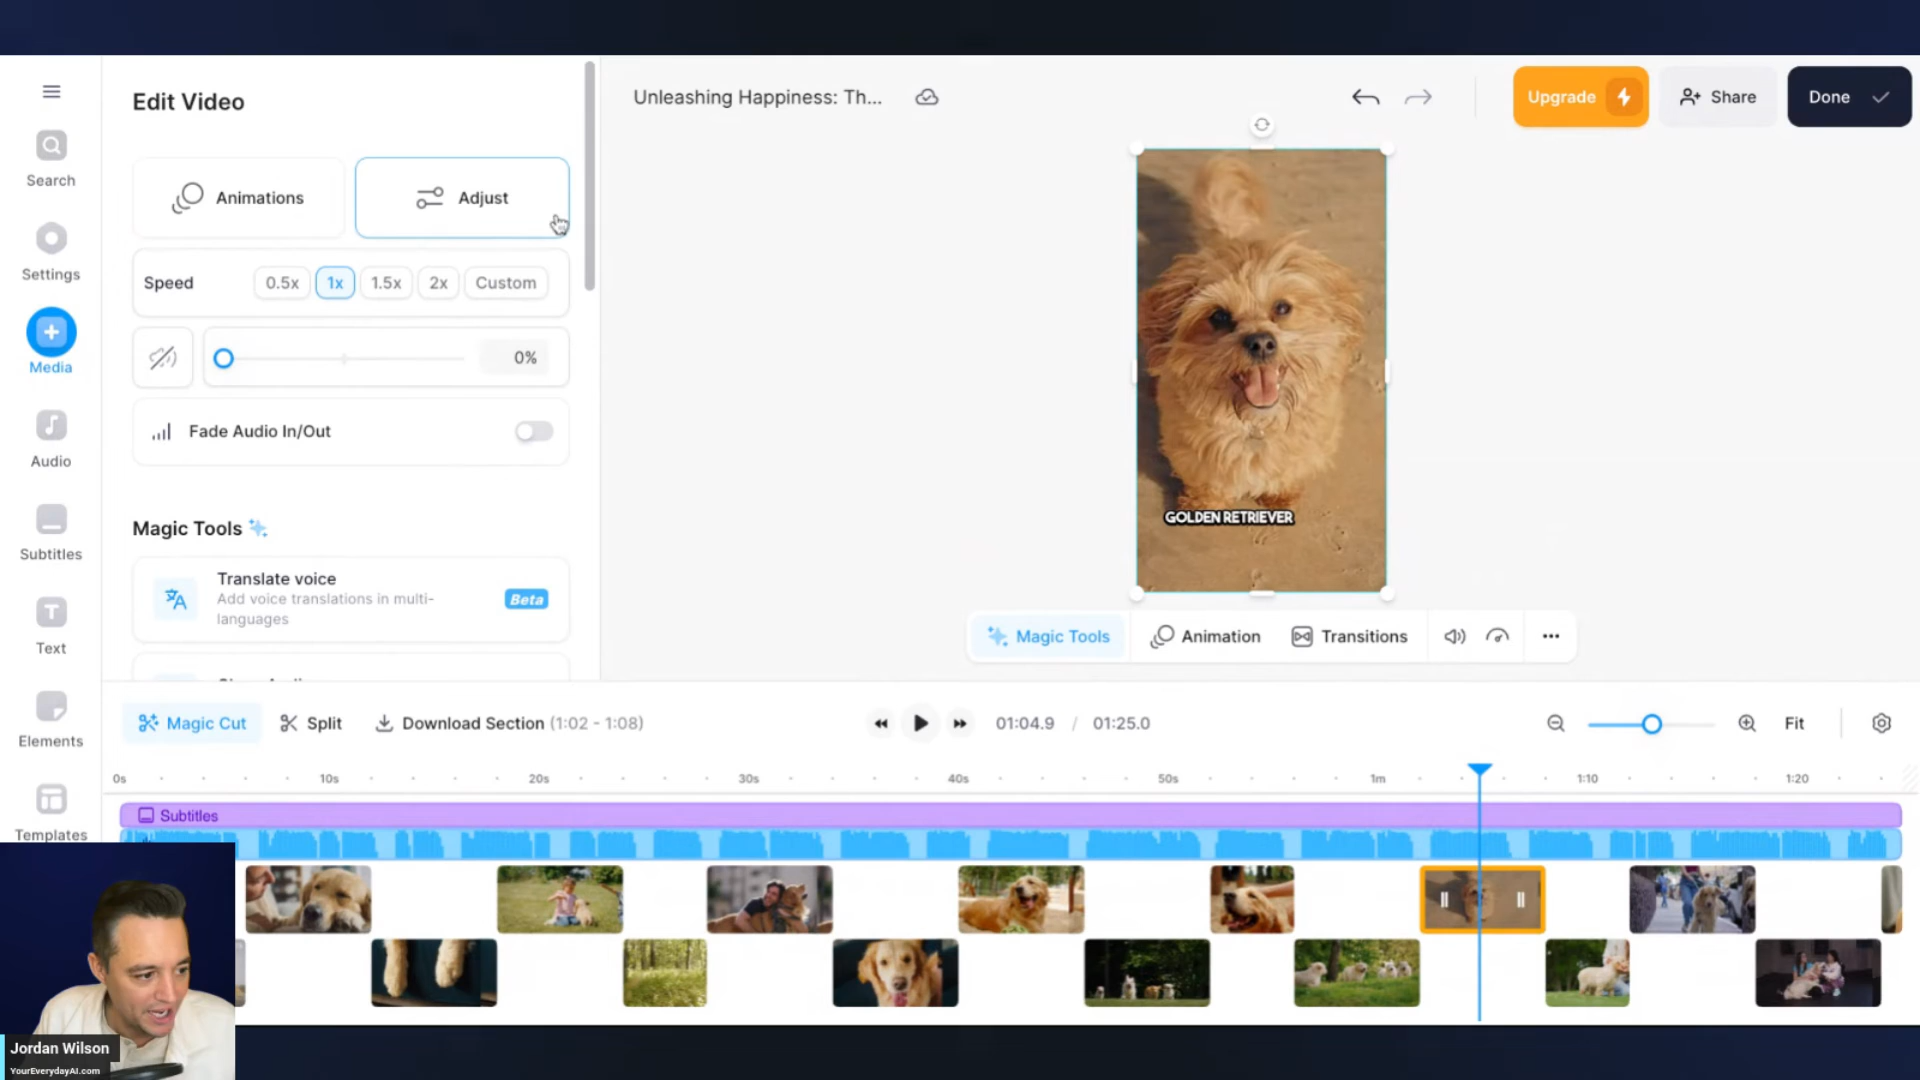 Edit Video
Animations
Adjust
Speed
0.5x
1x
1.5x
2x
Custom
0%
Fade Audio In/Out
Magic Tools
Translate voice
Add voice translations in multi-
languages
Beta
Search
Settings
Media
Audio
Subtitles
Text
Elements
Templates
Unleashing Happiness: Th...
Upgrade
Share
Done
GOLDEN RETRIEVER
Magic Tools
Animation
Transitions
Magic Cut
Split
Download Section (1:02 - 1:08)
01:04.9 / 01:25.0
Fit
0s 10s 20s 30s 40s 50s 1m 1:10 1:20
Subtitles
Jordan Wilson
YourEverydayAI.com